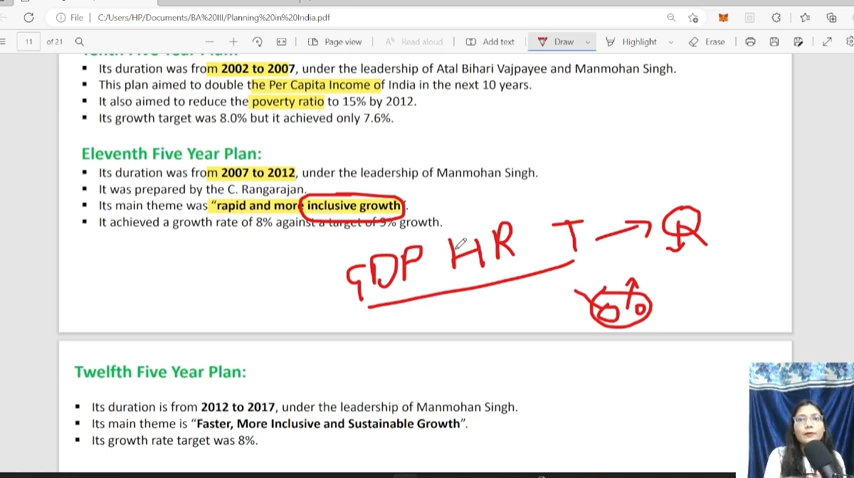 File | C:/Users/HP/Documents/BA%20III/Planning%20in%20India.pdf
11 of 21 Page view Read aloud Add text Draw Highlight Erase
Tenth Five Year Plan:
Its duration was from 2002 to 2007, under the leadership of Atal Bihari Vajpayee and Manmohan Singh.
This plan aimed to double the Per Capita Income of India in the next 10 years.
It also aimed to reduce the poverty ratio to 15% by 2012.
Its growth target was 8.0% but it achieved only 7.6%.
Eleventh Five Year Plan:
Its duration was from 2007 to 2012, under the leadership of Manmohan Singh.
It was prepared by the C. Rangarajan.
Its main theme was "rapid and more inclusive growth".
It achieved a growth rate of 8% against a target of 9% growth.
GDP HR T → R
Twelfth Five Year Plan:
Its duration is from 2012 to 2017, under the leadership of Manmohan Singh.
Its main theme is "Faster, More Inclusive and Sustainable Growth".
Its growth rate target was 8%.